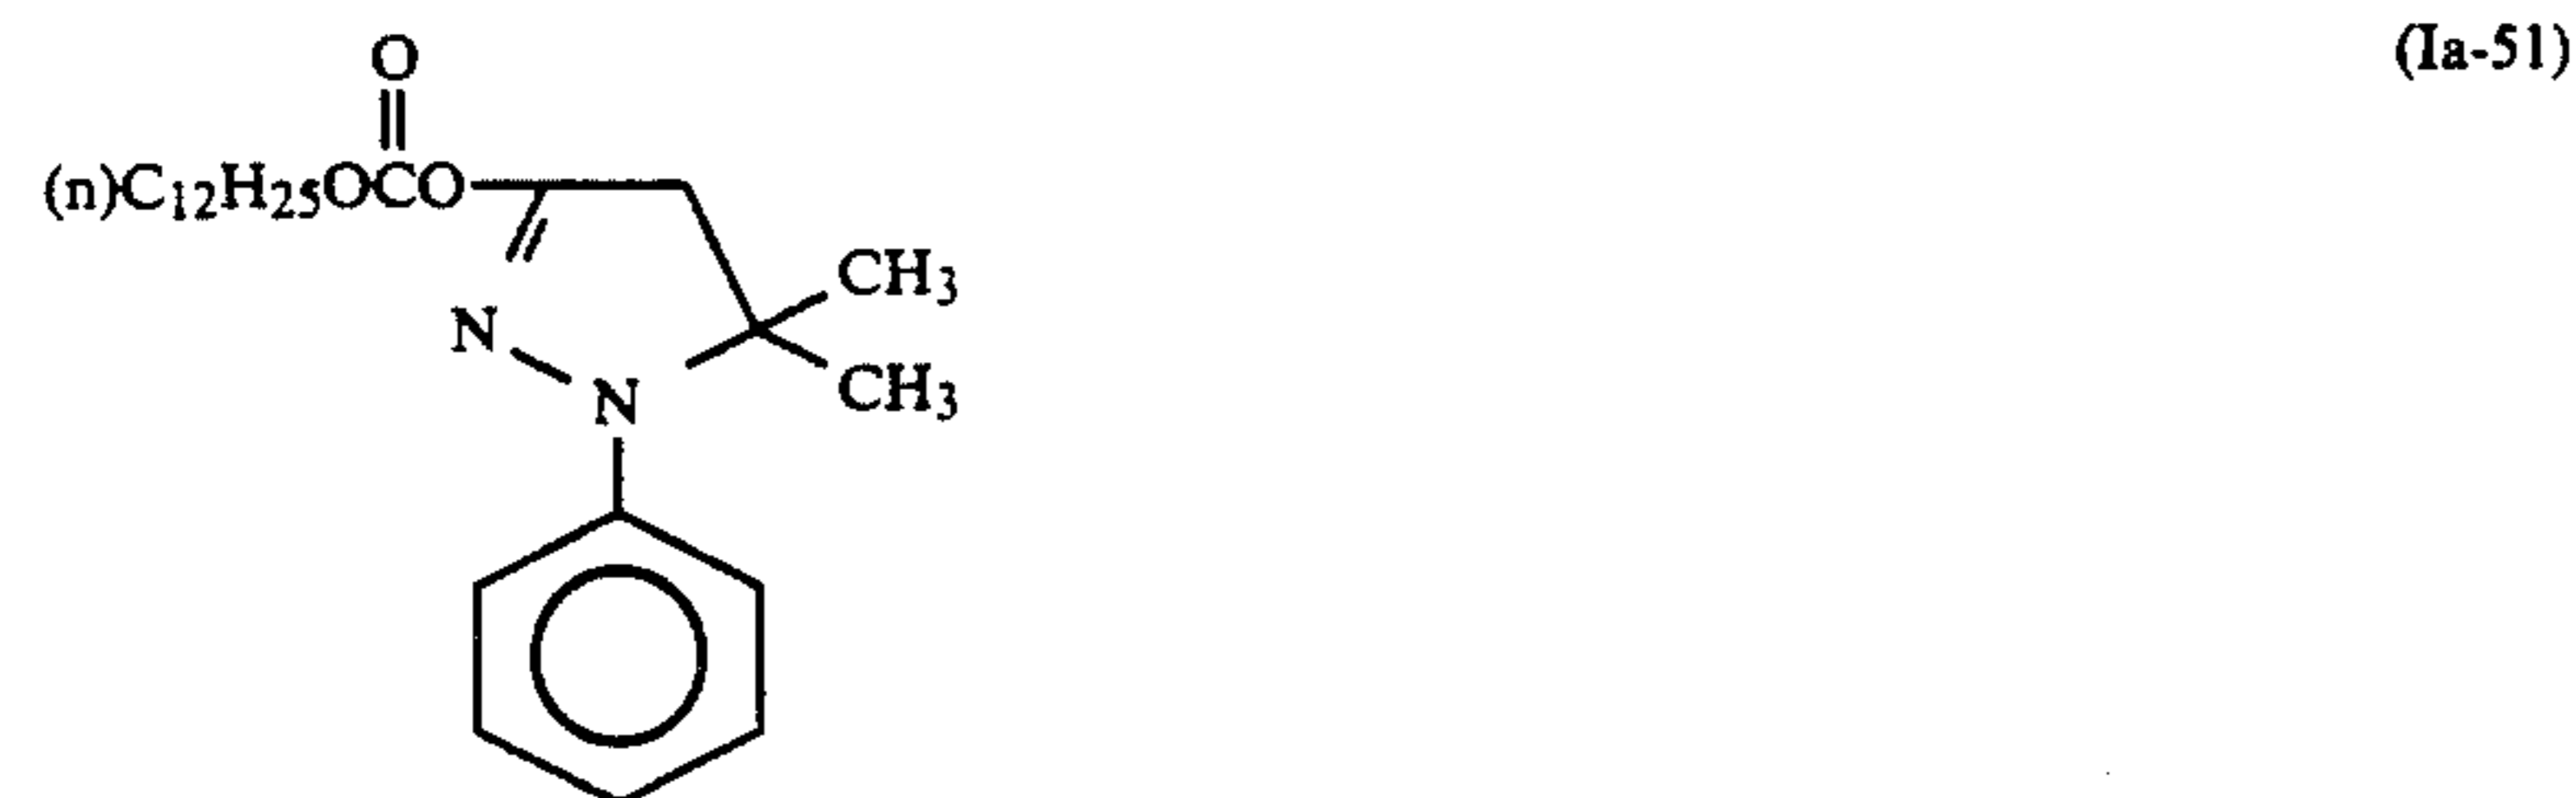 (Ia-51)
O
(n)C₁₂H₂₅OCO
CH₃
N
CH₃
N